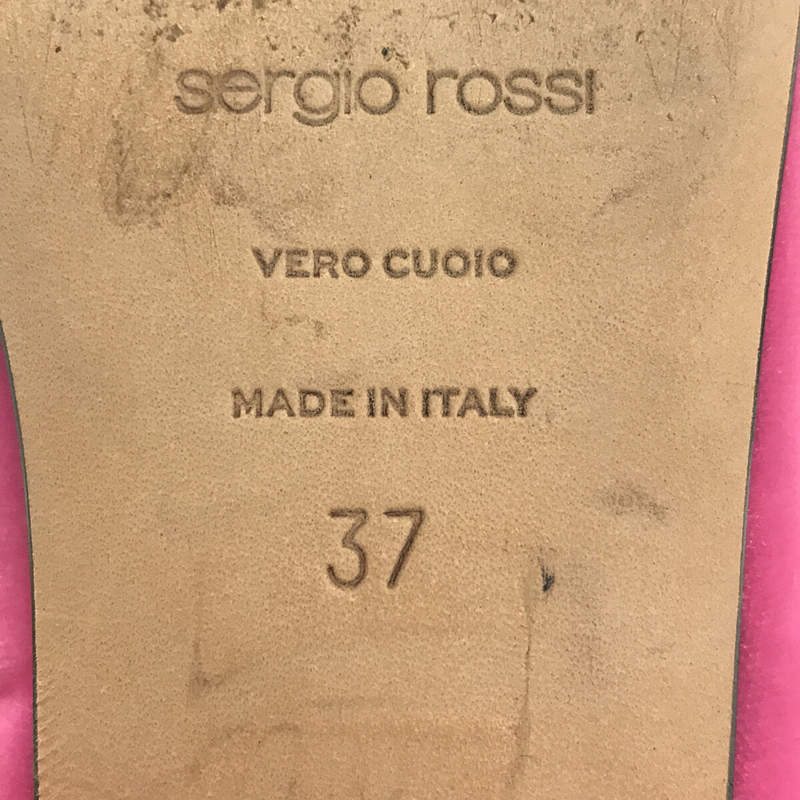 sergio rossi
VERO CUOIO
MADE IN ITALY
37